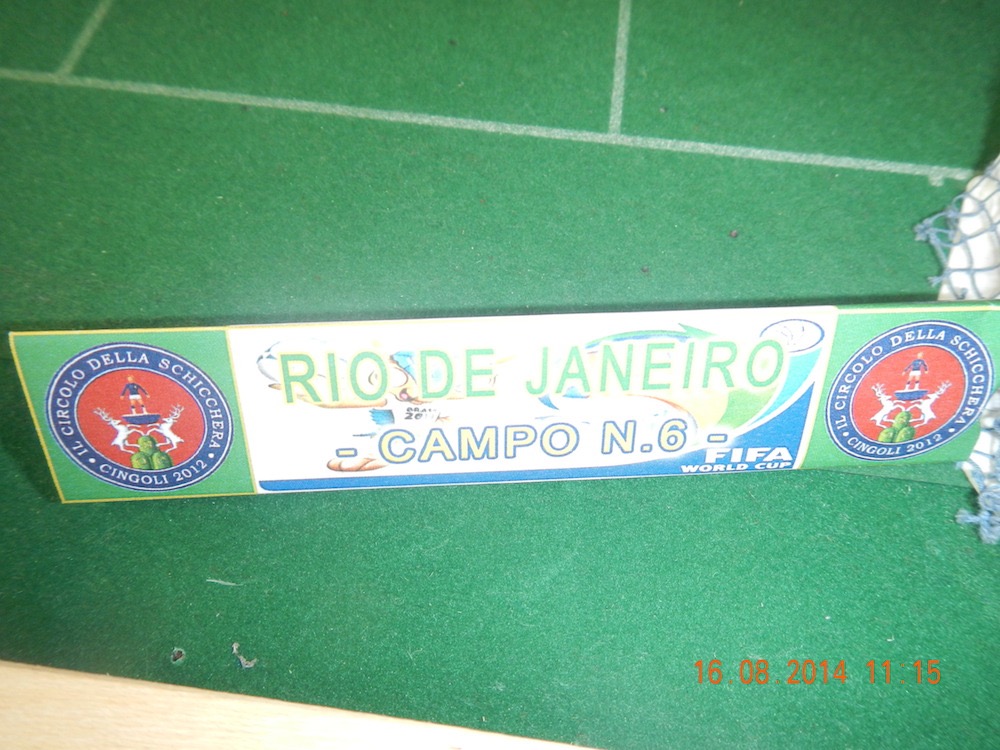 IL CIRCOLO DELLA SCHICCHERA
• CINGOLI 2012 •
RIO DE JANEIRO
- CAMPO N.6 -
FIFA
WORLD CUP
IL CIRCOLO DELLA SCHICCHERA
• CINGOLI 2012 •
16.08.2014 11:15